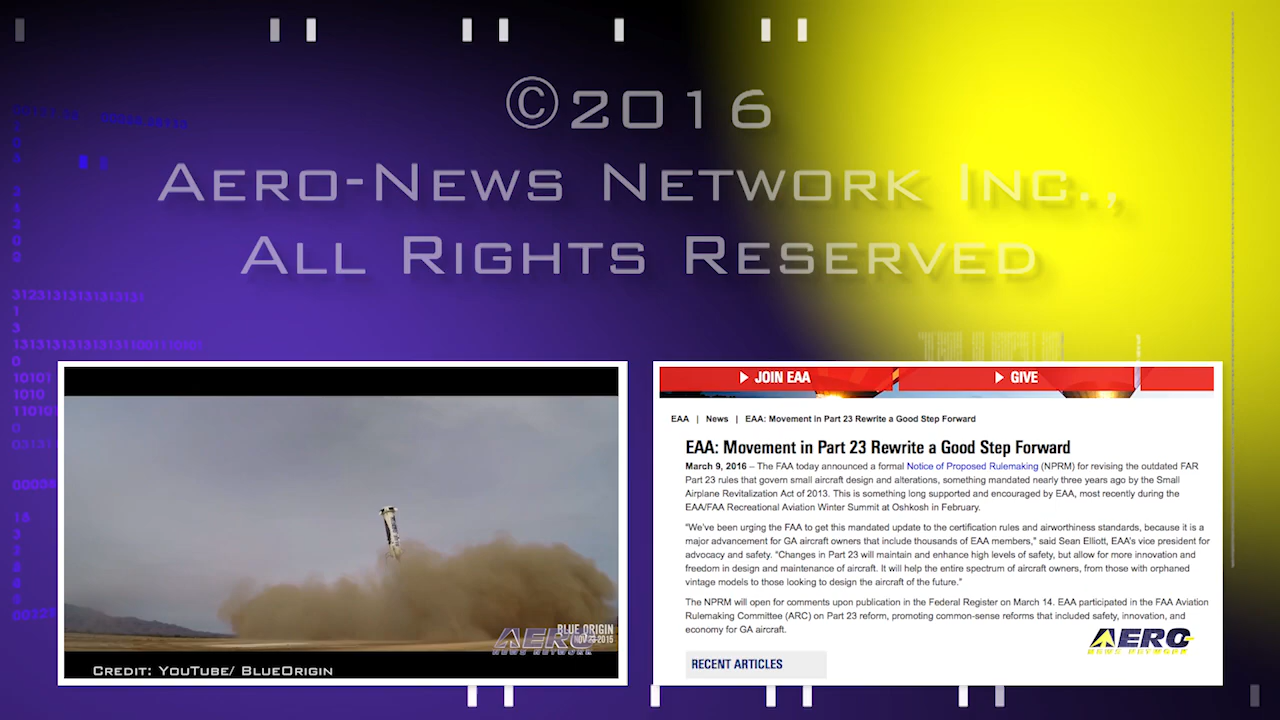 ©2016
AERO-NEWS NETWORK INC.,
ALL RIGHTS RESERVED
31231313131313131
1
3
1313131313131311001110101
0
10101
1010
11010
0
03131
JOIN EAA
GIVE
EAA | News | EAA: Movement in Part 23 Rewrite a Good Step Forward
EAA: Movement in Part 23 Rewrite a Good Step Forward
March 9, 2016 – The FAA today announced a formal Notice of Proposed Rulemaking (NPRM) for revising the outdated FAR
Part 23 rules that govern small aircraft design and alterations, something mandated nearly three years ago by the Small
Airplane Revitalization Act of 2013. This is something long supported and encouraged by EAA, most recently during the
EAA/FAA Recreational Aviation Winter Summit at Oshkosh in February.
"We've been urging the FAA to get this mandated update to the certification rules and airworthiness standards, because it is a
major advancement for GA aircraft owners that include thousands of EAA members," said Sean Elliott, EAA's vice president for
advocacy and safety. "Changes in Part 23 will maintain and enhance high levels of safety, but allow for more innovation and
freedom in design and maintenance of aircraft. It will help the entire spectrum of aircraft owners, from those with orphaned
vintage models to those looking to design the aircraft of the future."
The NPRM will open for comments upon publication in the Federal Register on March 14. EAA participated in the FAA Aviation
Rulemaking Committee (ARC) on Part 23 reform, promoting common-sense reforms that included safety, innovation, and
economy for GA aircraft.
RECENT ARTICLES
AERO
NEWS NETWORK
BLUE ORIGIN
AERO
NEWS NETWORK
CREDIT: YOUTUBE/ BLUEORIGIN